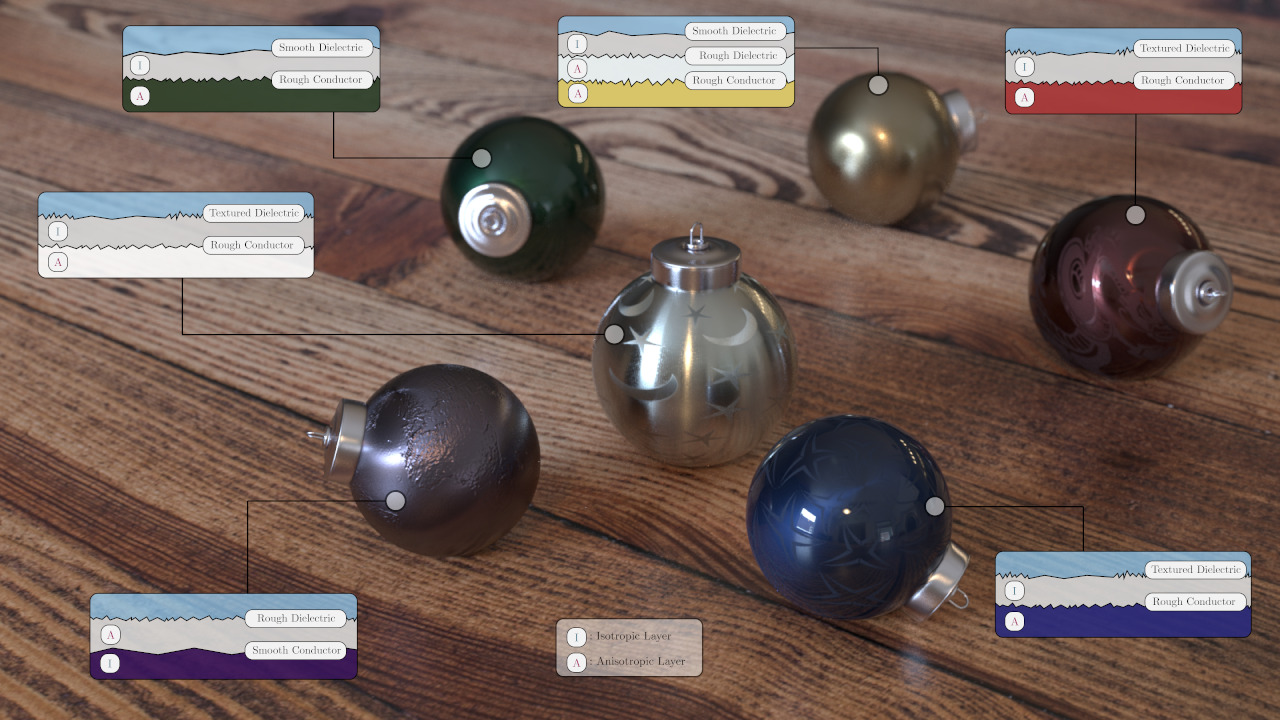 Smooth Dielectric
I
Rough Conductor
A
Smooth Dielectric
I
Rough Dielectric
A
Rough Conductor
A
Textured Dielectric
I
Rough Conductor
A
Textured Dielectric
I
Rough Conductor
A
Rough Dielectric
A
Smooth Conductor
I
I : Isotropic Layer
A : Anisotropic Layer
Textured Dielectric
I
Rough Conductor
A